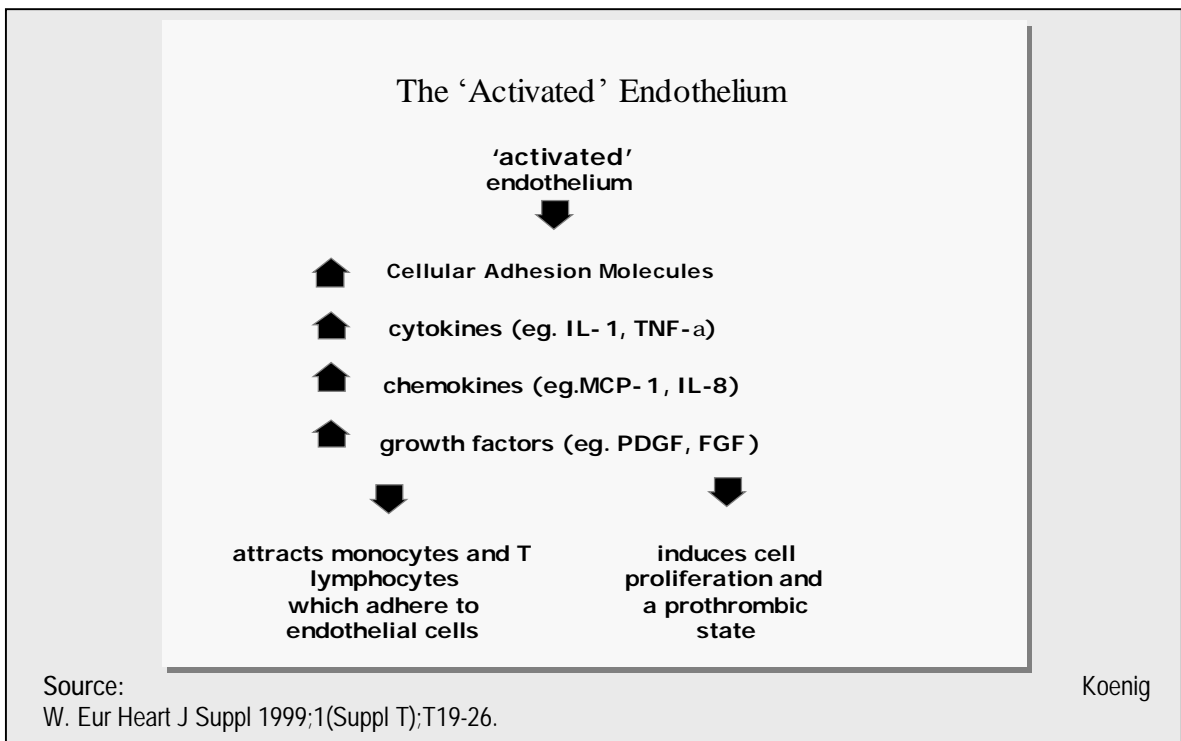 The ‘Activated’ Endothelium
‘activated’
endothelium
Cellular Adhesion Molecules
cytokines (eg. IL- 1, TNF-a)
chemokines (eg.MCP- 1, IL-8)
growth factors (eg. PDGF, FGF)
attracts monocytes and T
lymphocytes
which adhere to
endothelial cells
induces cell
proliferation and
a prothrombic
state
Source: Koenig
W. Eur Heart J Suppl 1999;1(Suppl T);T19-26.